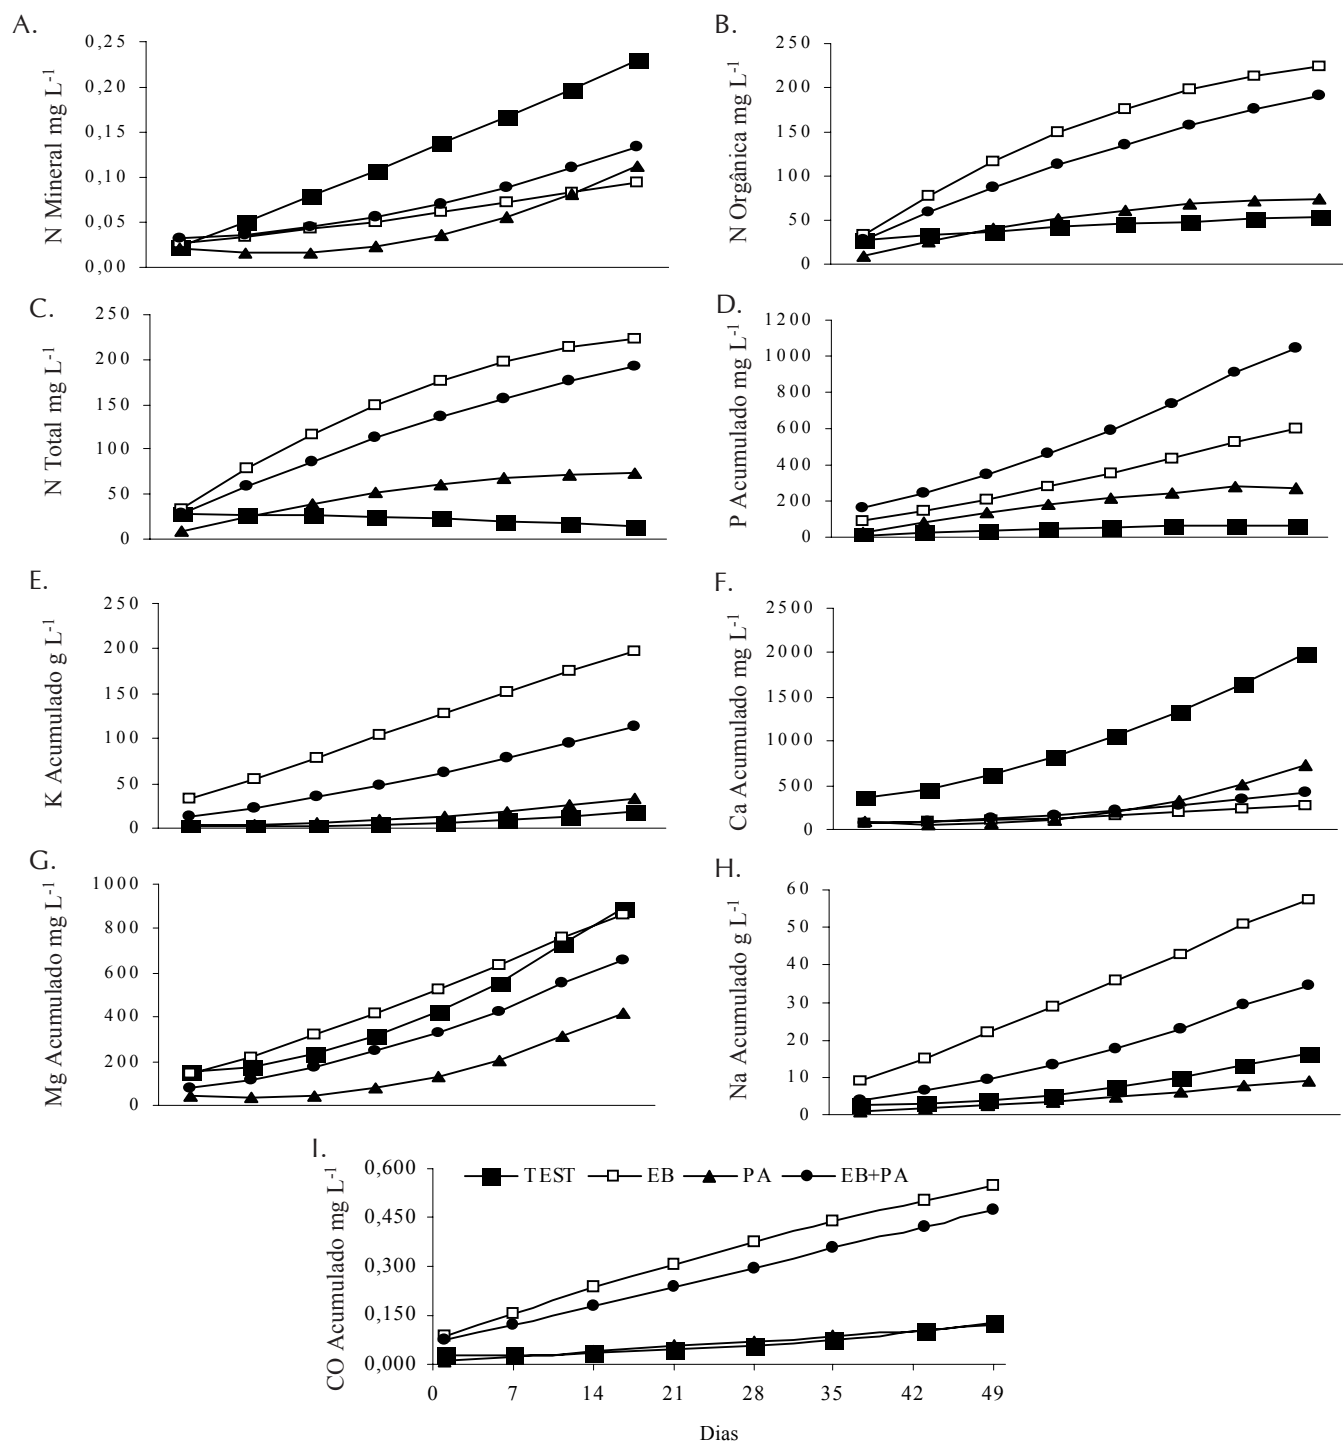 A.
N Mineral mg L-1
0,25
0,20
0,15
0,10
0,05
0,00
B.
N Orgânica mg L-1
250
200
150
100
50
0
C.
N Total mg L-1
250
200
150
100
50
0
D.
P Acumulado mg L-1
1200
1000
800
600
400
200
0
E.
K Acumulado g L-1
250
200
150
100
50
0
F.
Ca Acumulado mg L-1
2500
2000
1500
1000
500
0
G.
Mg Acumulado mg L-1
1000
800
600
400
200
0
H.
Na Acumulado g L-1
60
50
40
30
20
10
0
I.
CO Acumulado mg L-1
0,600
0,450
0,300
0,150
0,000
TEST EB PA EB+PA
0 7 14 21 28 35 42 49
Dias